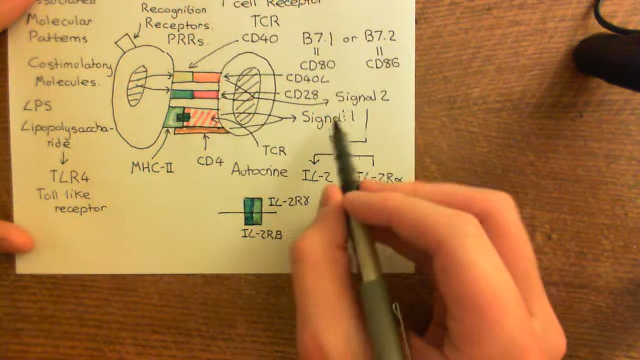 Associated
Molecular
Patterns
Costimulatory
Molecules.
LPS
Lipopolysaccha-
ride
TLR4
Toll like
receptor
Recognition
Receptors.
PRRs.
T Cell Receptor
TCR
CD40
B7.1 or B7.2
CD80 CD86
CD40L
CD28
Signal 2
Signal 1
TCR
CD4
MHC-II
Autocrine
IL-2 IL-2Rα
IL-2Rγ
IL-2Rβ